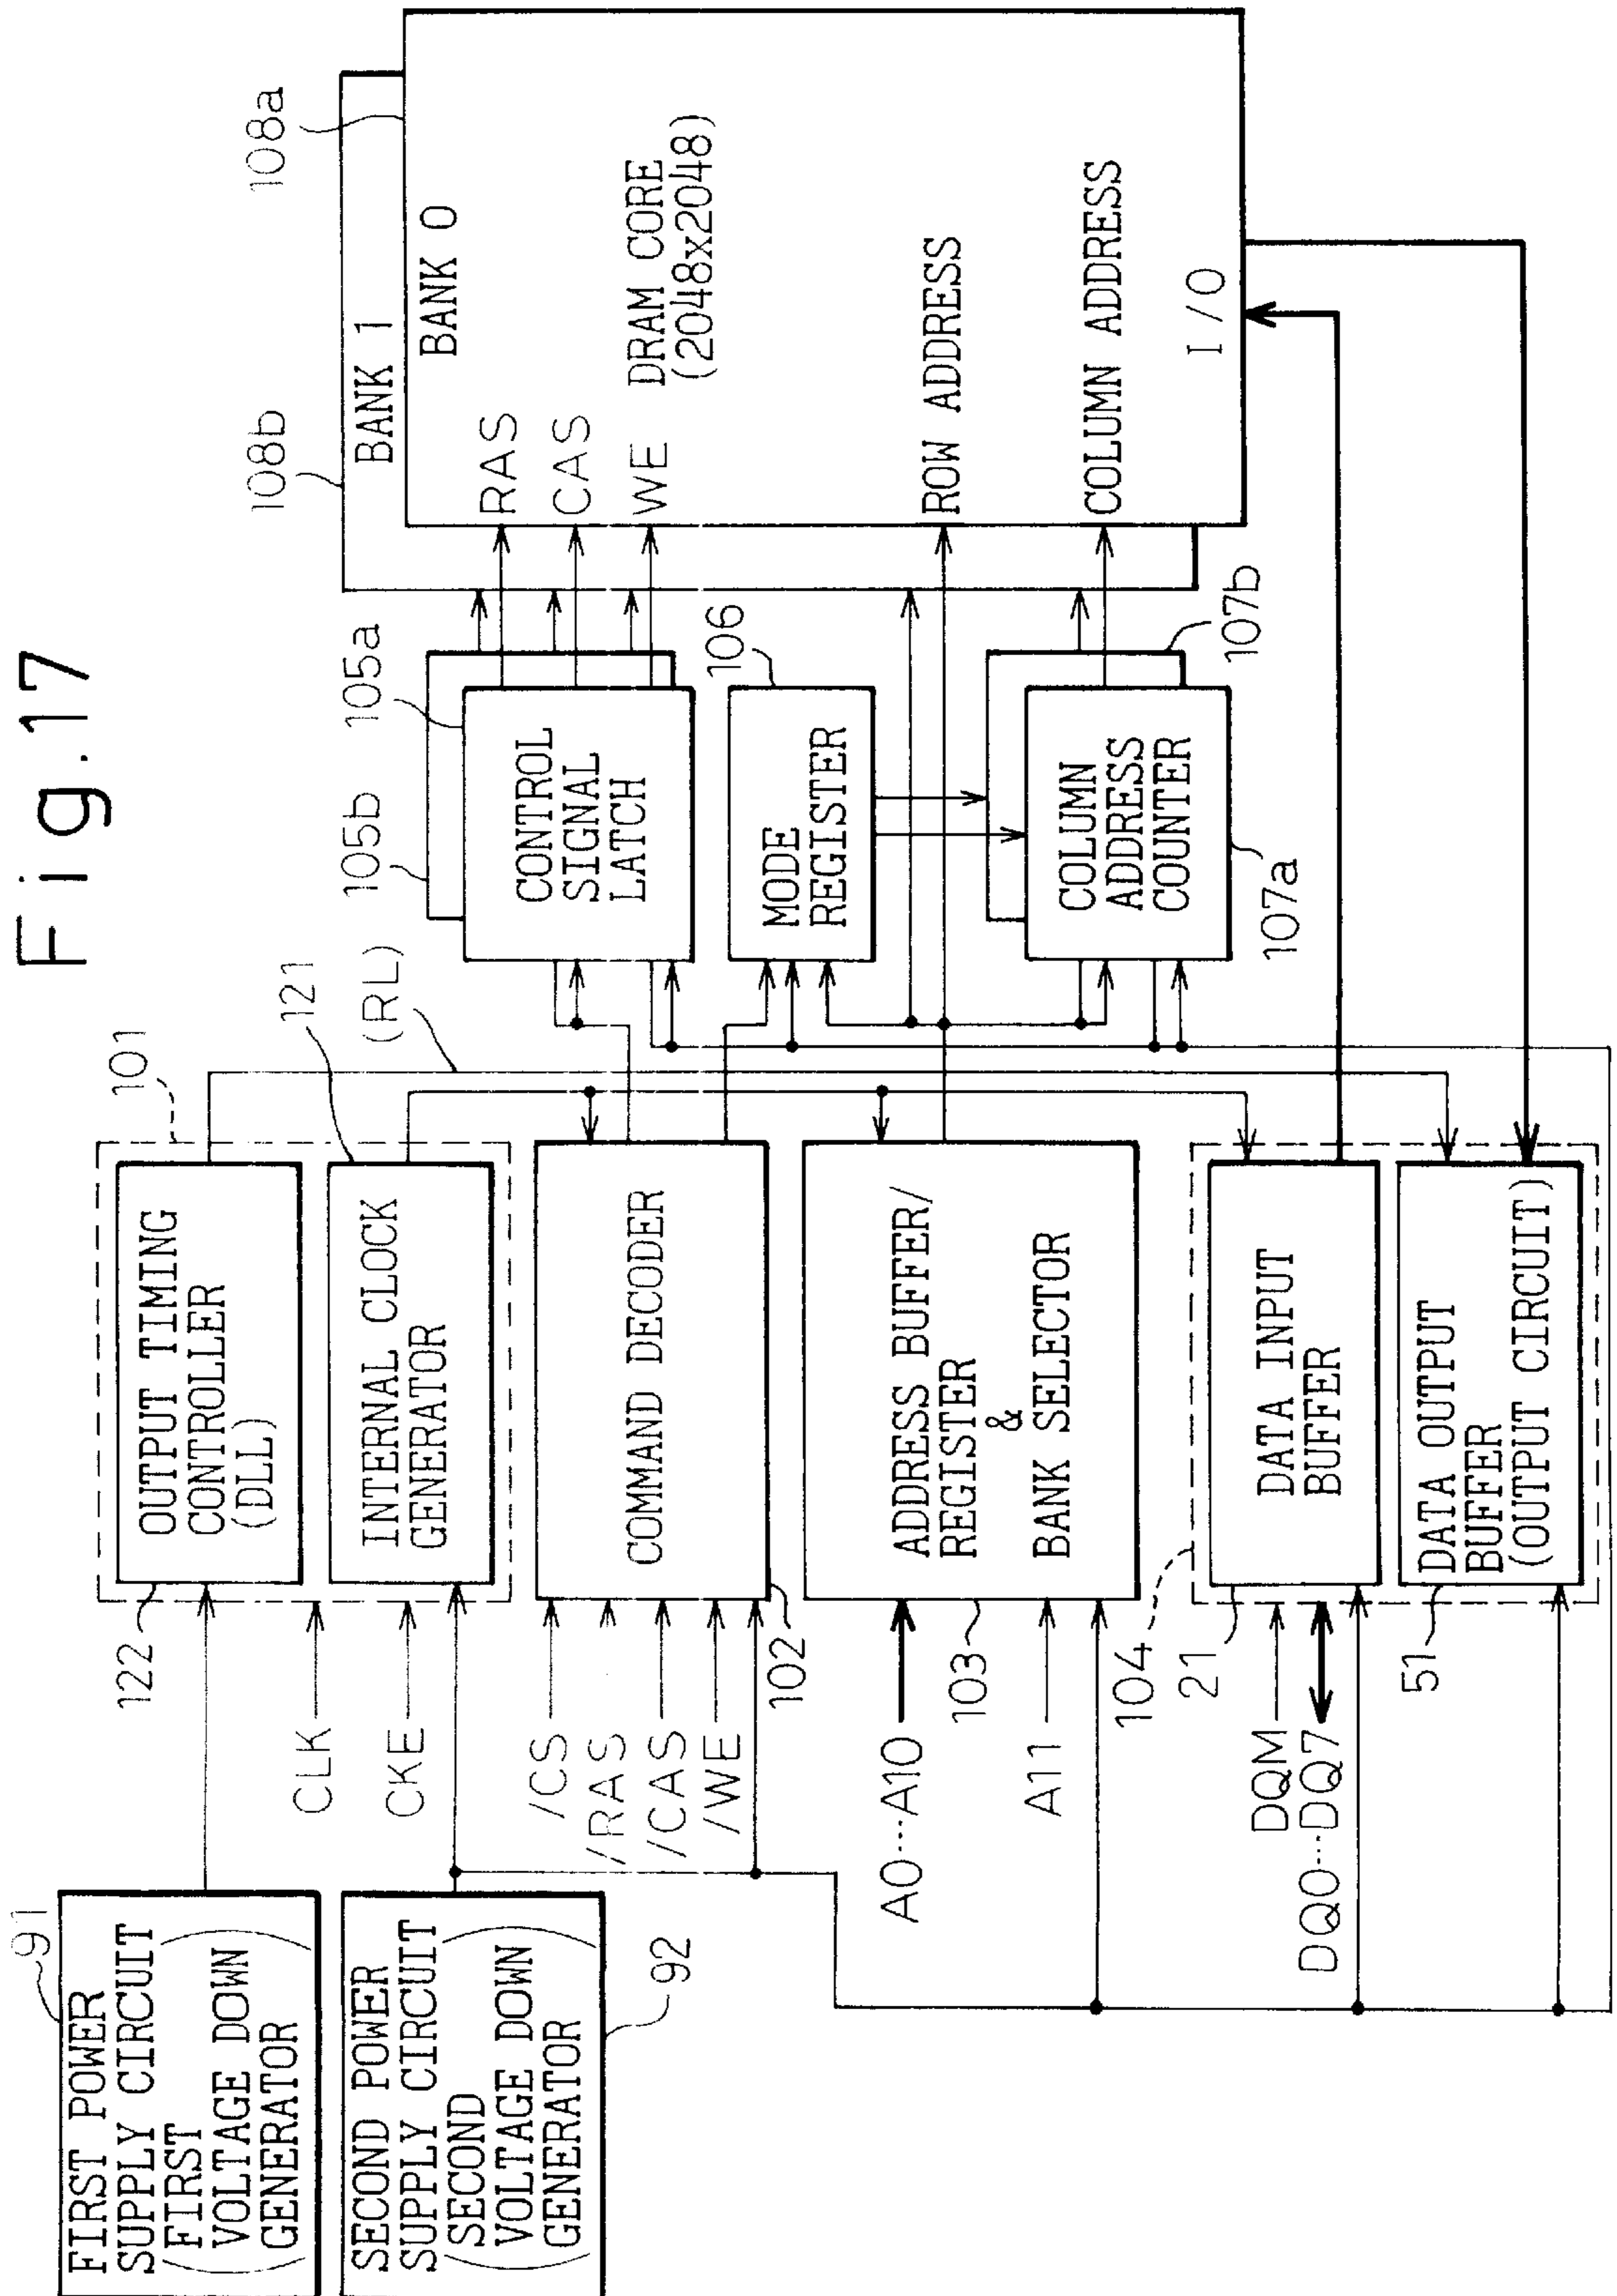 Fig.17
91
FIRST POWER
SUPPLY CIRCUIT
FIRST
VOLTAGE DOWN
GENERATOR
SECOND POWER
SUPPLY CIRCUIT
SECOND
VOLTAGE DOWN
GENERATOR
92
CLK
CKE
/CS
/RAS
/CAS
/WE
A0···A10
A11
DQM
DQ0···DQ7
122
101
OUTPUT TIMING
CONTROLLER
(DLL)
121
INTERNAL CLOCK
GENERATOR
(RL)
COMMAND DECODER
102
ADDRESS BUFFER/
REGISTER
&
BANK SELECTOR
103
104
21
DATA INPUT
BUFFER
51
DATA OUTPUT
BUFFER
(OUTPUT CIRCUIT)
105b
105a
CONTROL
SIGNAL
LATCH
106
MODE
REGISTER
COLUMN
ADDRESS
COUNTER
107a
107b
108b
108a
BANK 1
BANK 0
RAS
CAS
WE
DRAM CORE
(2048x2048)
ROW ADDRESS
COLUMN ADDRESS
I/O